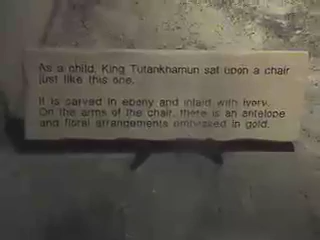 As a child, King Tutankhamun sat upon a chair
just like this one.
It is carved in ebony and inlaid with ivory.
On the arms of the chair, there is an antelope
and floral arrangements embossed in gold.